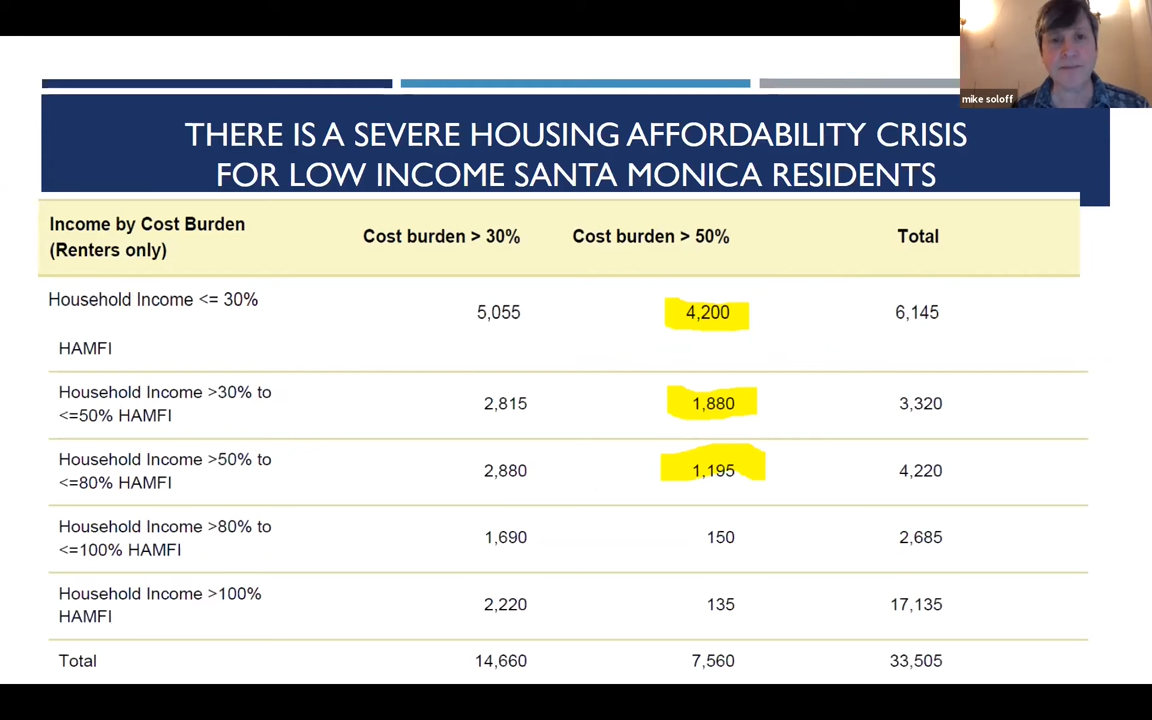 mike soloff
THERE IS A SEVERE HOUSING AFFORDABILITY CRISIS
FOR LOW INCOME SANTA MONICA RESIDENTS
Income by Cost Burden
(Renters only)
Cost burden > 30%
Cost burden > 50%
Total
Household Income <= 30%
HAMFI
5,055
4,200
6,145
Household Income >30% to
<=50% HAMFI
2,815
1,880
3,320
Household Income >50% to
<=80% HAMFI
2,880
1,195
4,220
Household Income >80% to
<=100% HAMFI
1,690
150
2,685
Household Income >100%
HAMFI
2,220
135
17,135
Total
14,660
7,560
33,505